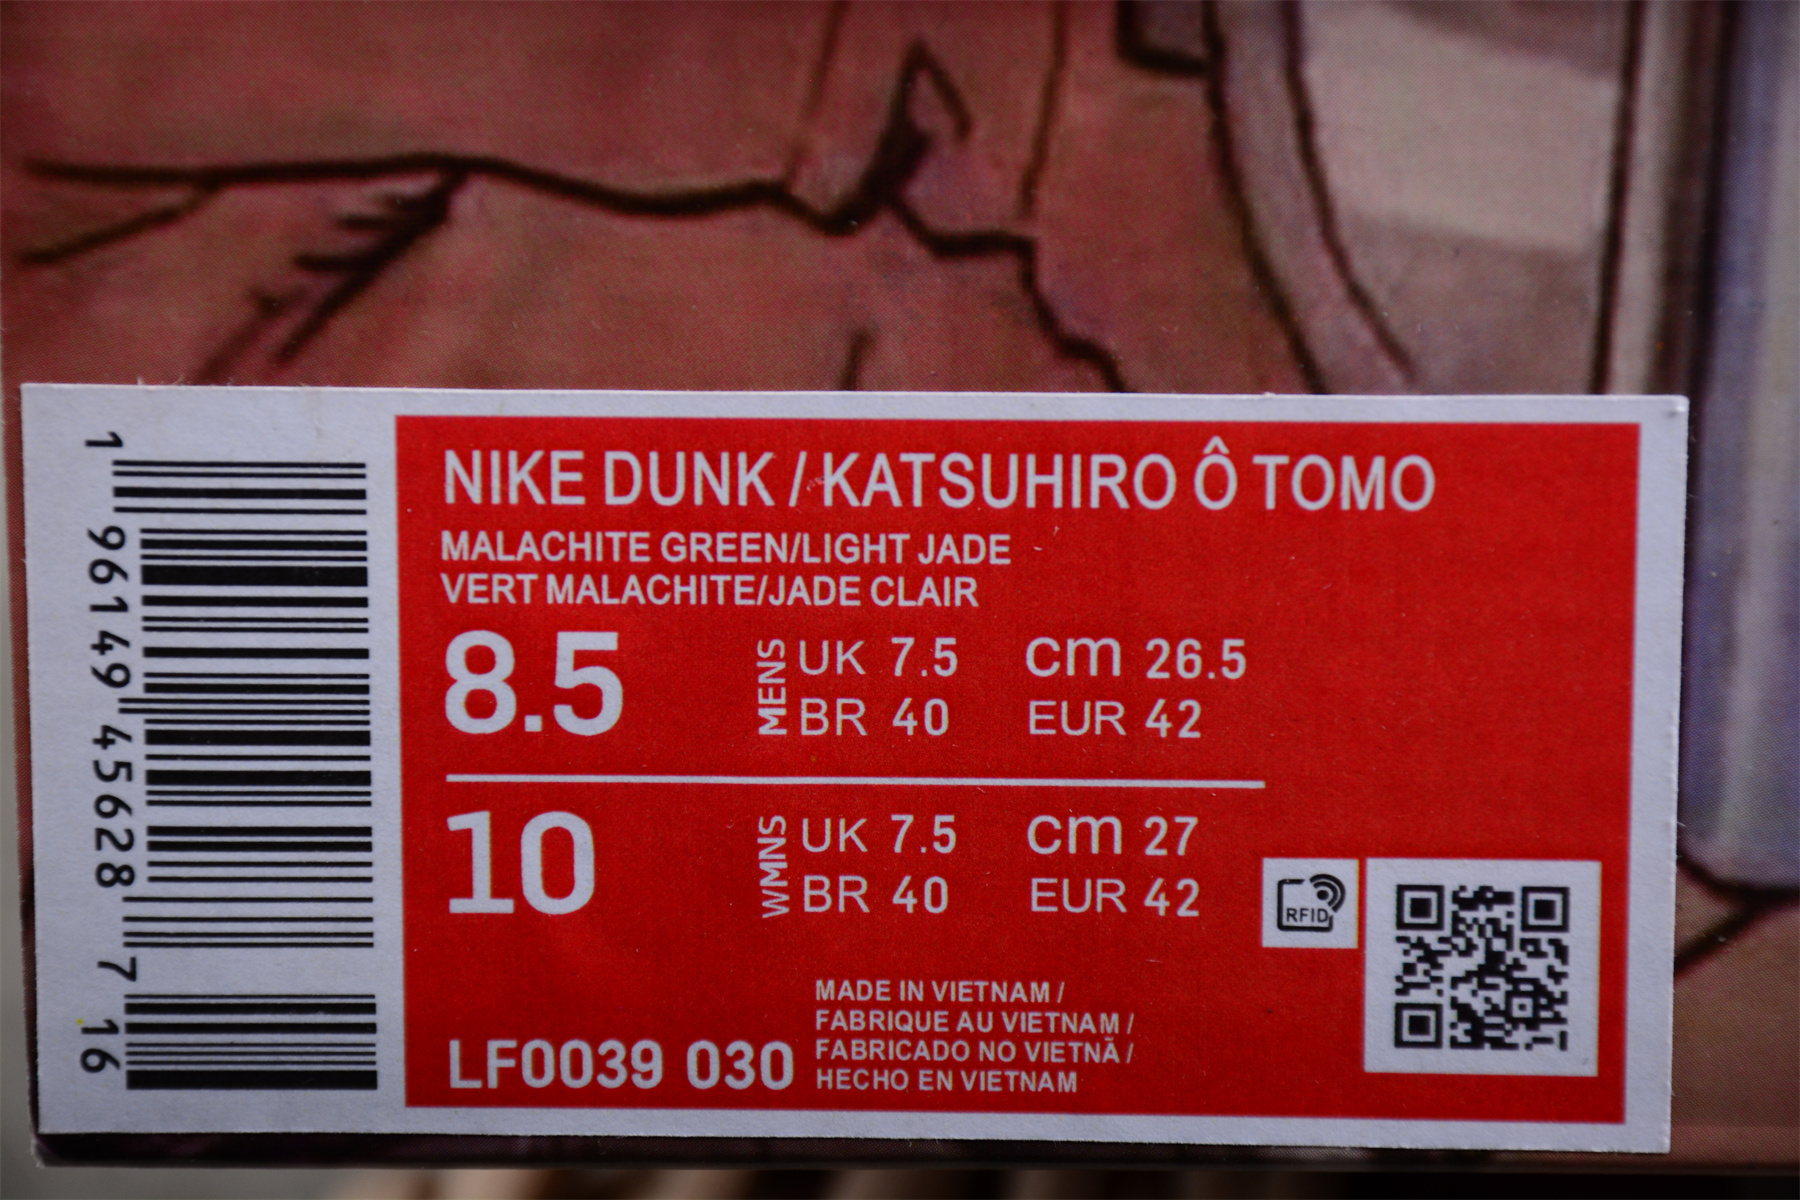 NIKE DUNK / KATSUHIRO Ô TOMO
MALACHITE GREEN/LIGHT JADE
VERT MALACHITE/JADE CLAIR
8.5
MENS
UK 7.5 cm 26.5
BR 40 EUR 42
10
WMNS
UK 7.5 cm 27
BR 40 EUR 42
RFID
LF0039 030
MADE IN VIETNAM /
FABRIQUE AU VIETNAM /
FABRICADO NO VIETNÃ /
HECHO EN VIETNAM
1 96149 45628 7 16